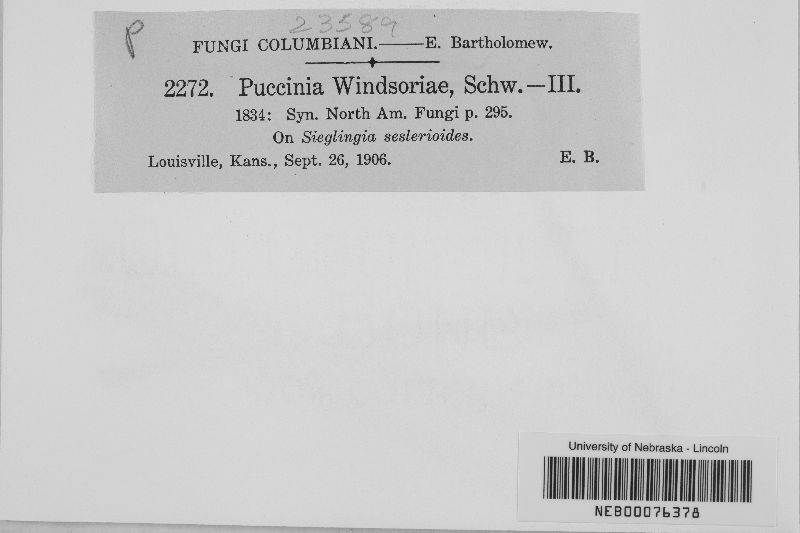 P
23589
FUNGI COLUMBIANI.——E. Bartholomew.
2272. Puccinia Windsoriae, Schw.—III.
1834: Syn. North Am. Fungi p. 295.
On Sieglingia seslerioides.
Louisville, Kans., Sept. 26, 1906. E. B.
University of Nebraska - Lincoln
NEB00076378